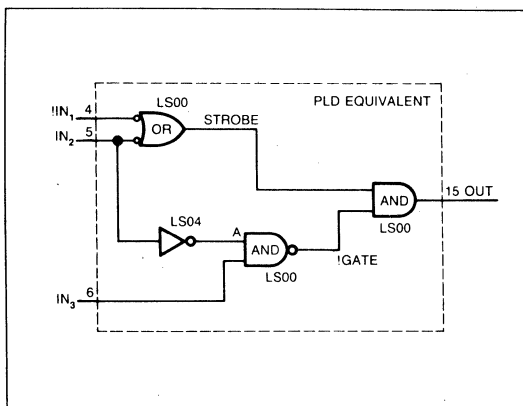 LS00
PLD EQUIVALENT
!IN₁ 4
OR
STROBE
IN₂ 5
15 OUT
AND
LS00
LS04
A
AND
!GATE
LS00
IN₃ 6